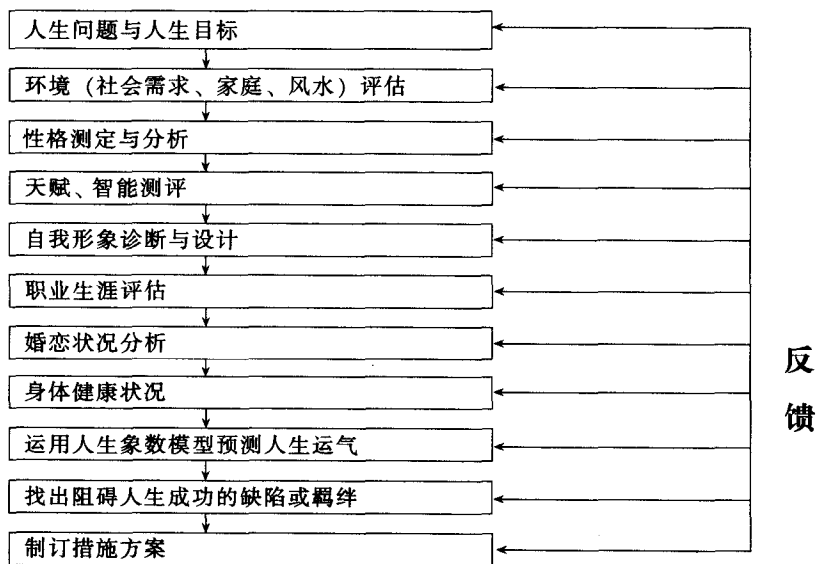 人生问题与人生目标
环境（社会需求、家庭、风水）评估
性格测定与分析
天赋、智能测评
自我形象诊断与设计
职业生涯评估
婚恋状况分析
身体健康状况
运用人生象数模型预测人生运气
找出阻碍人生成功的缺陷或羁绊
制订措施方案
反
馈